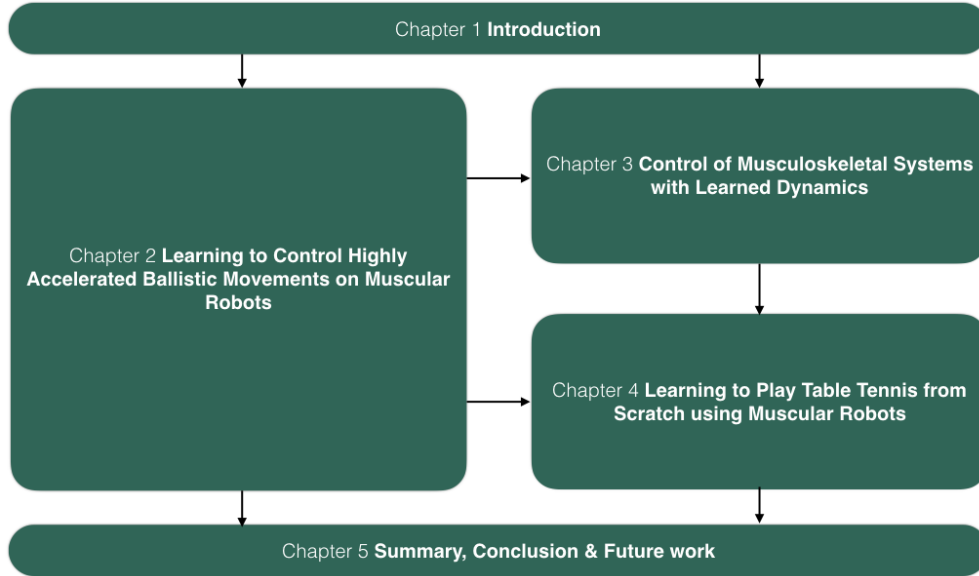 Chapter 1 Introduction
Chapter 2 Learning to Control Highly
Accelerated Ballistic Movements on Muscular
Robots
Chapter 3 Control of Musculoskeletal Systems
with Learned Dynamics
Chapter 4 Learning to Play Table Tennis from
Scratch using Muscular Robots
Chapter 5 Summary, Conclusion & Future work